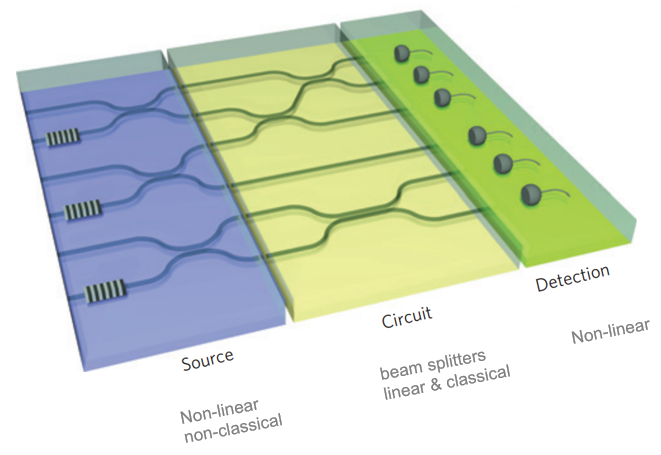 Source
Circuit
Detection
Non-linear
non-classical
beam splitters
linear & classical
Non-linear